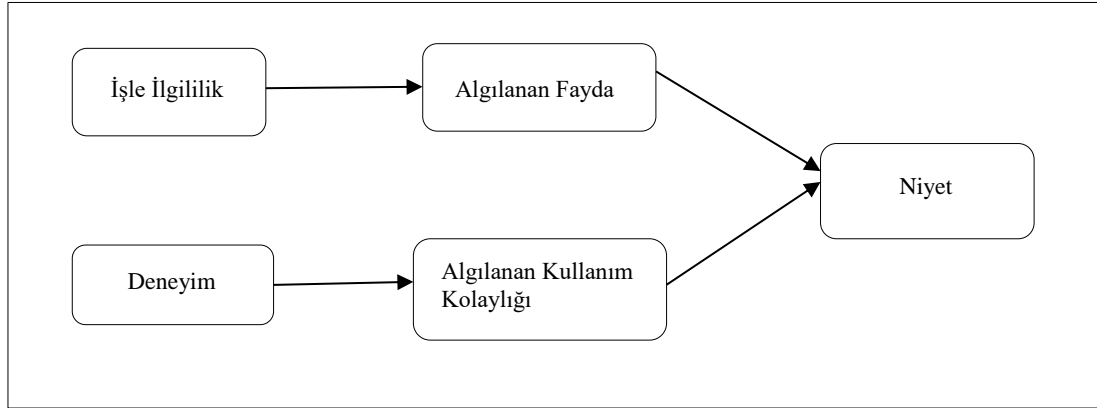 İşle İlgililik
Algılanan Fayda
Niyet
Deneyim
Algılanan Kullanım
Kolaylığı